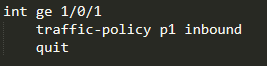 int ge 1/0/1
traffic-policy p1 inbound
quit